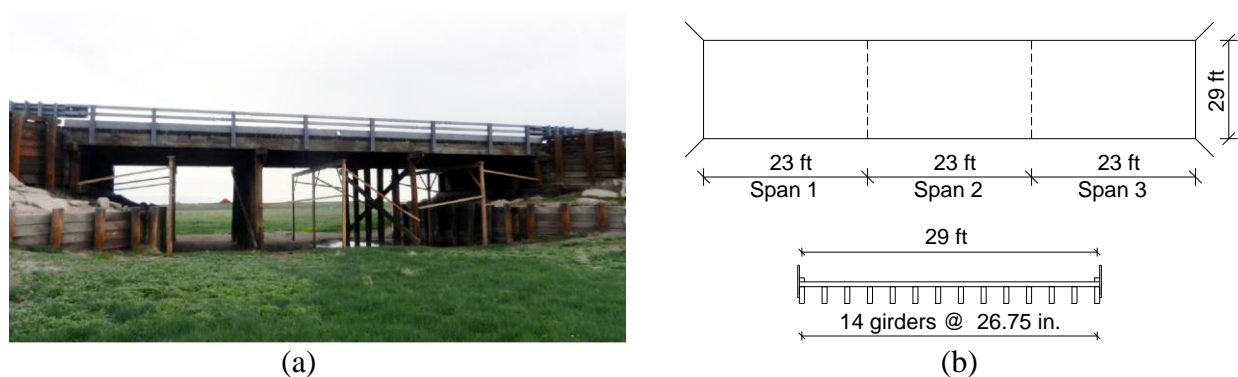 29 ft
23 ft 23 ft 23 ft
Span 1 Span 2 Span 3
29 ft
14 girders @ 26.75 in.
(a) (b)